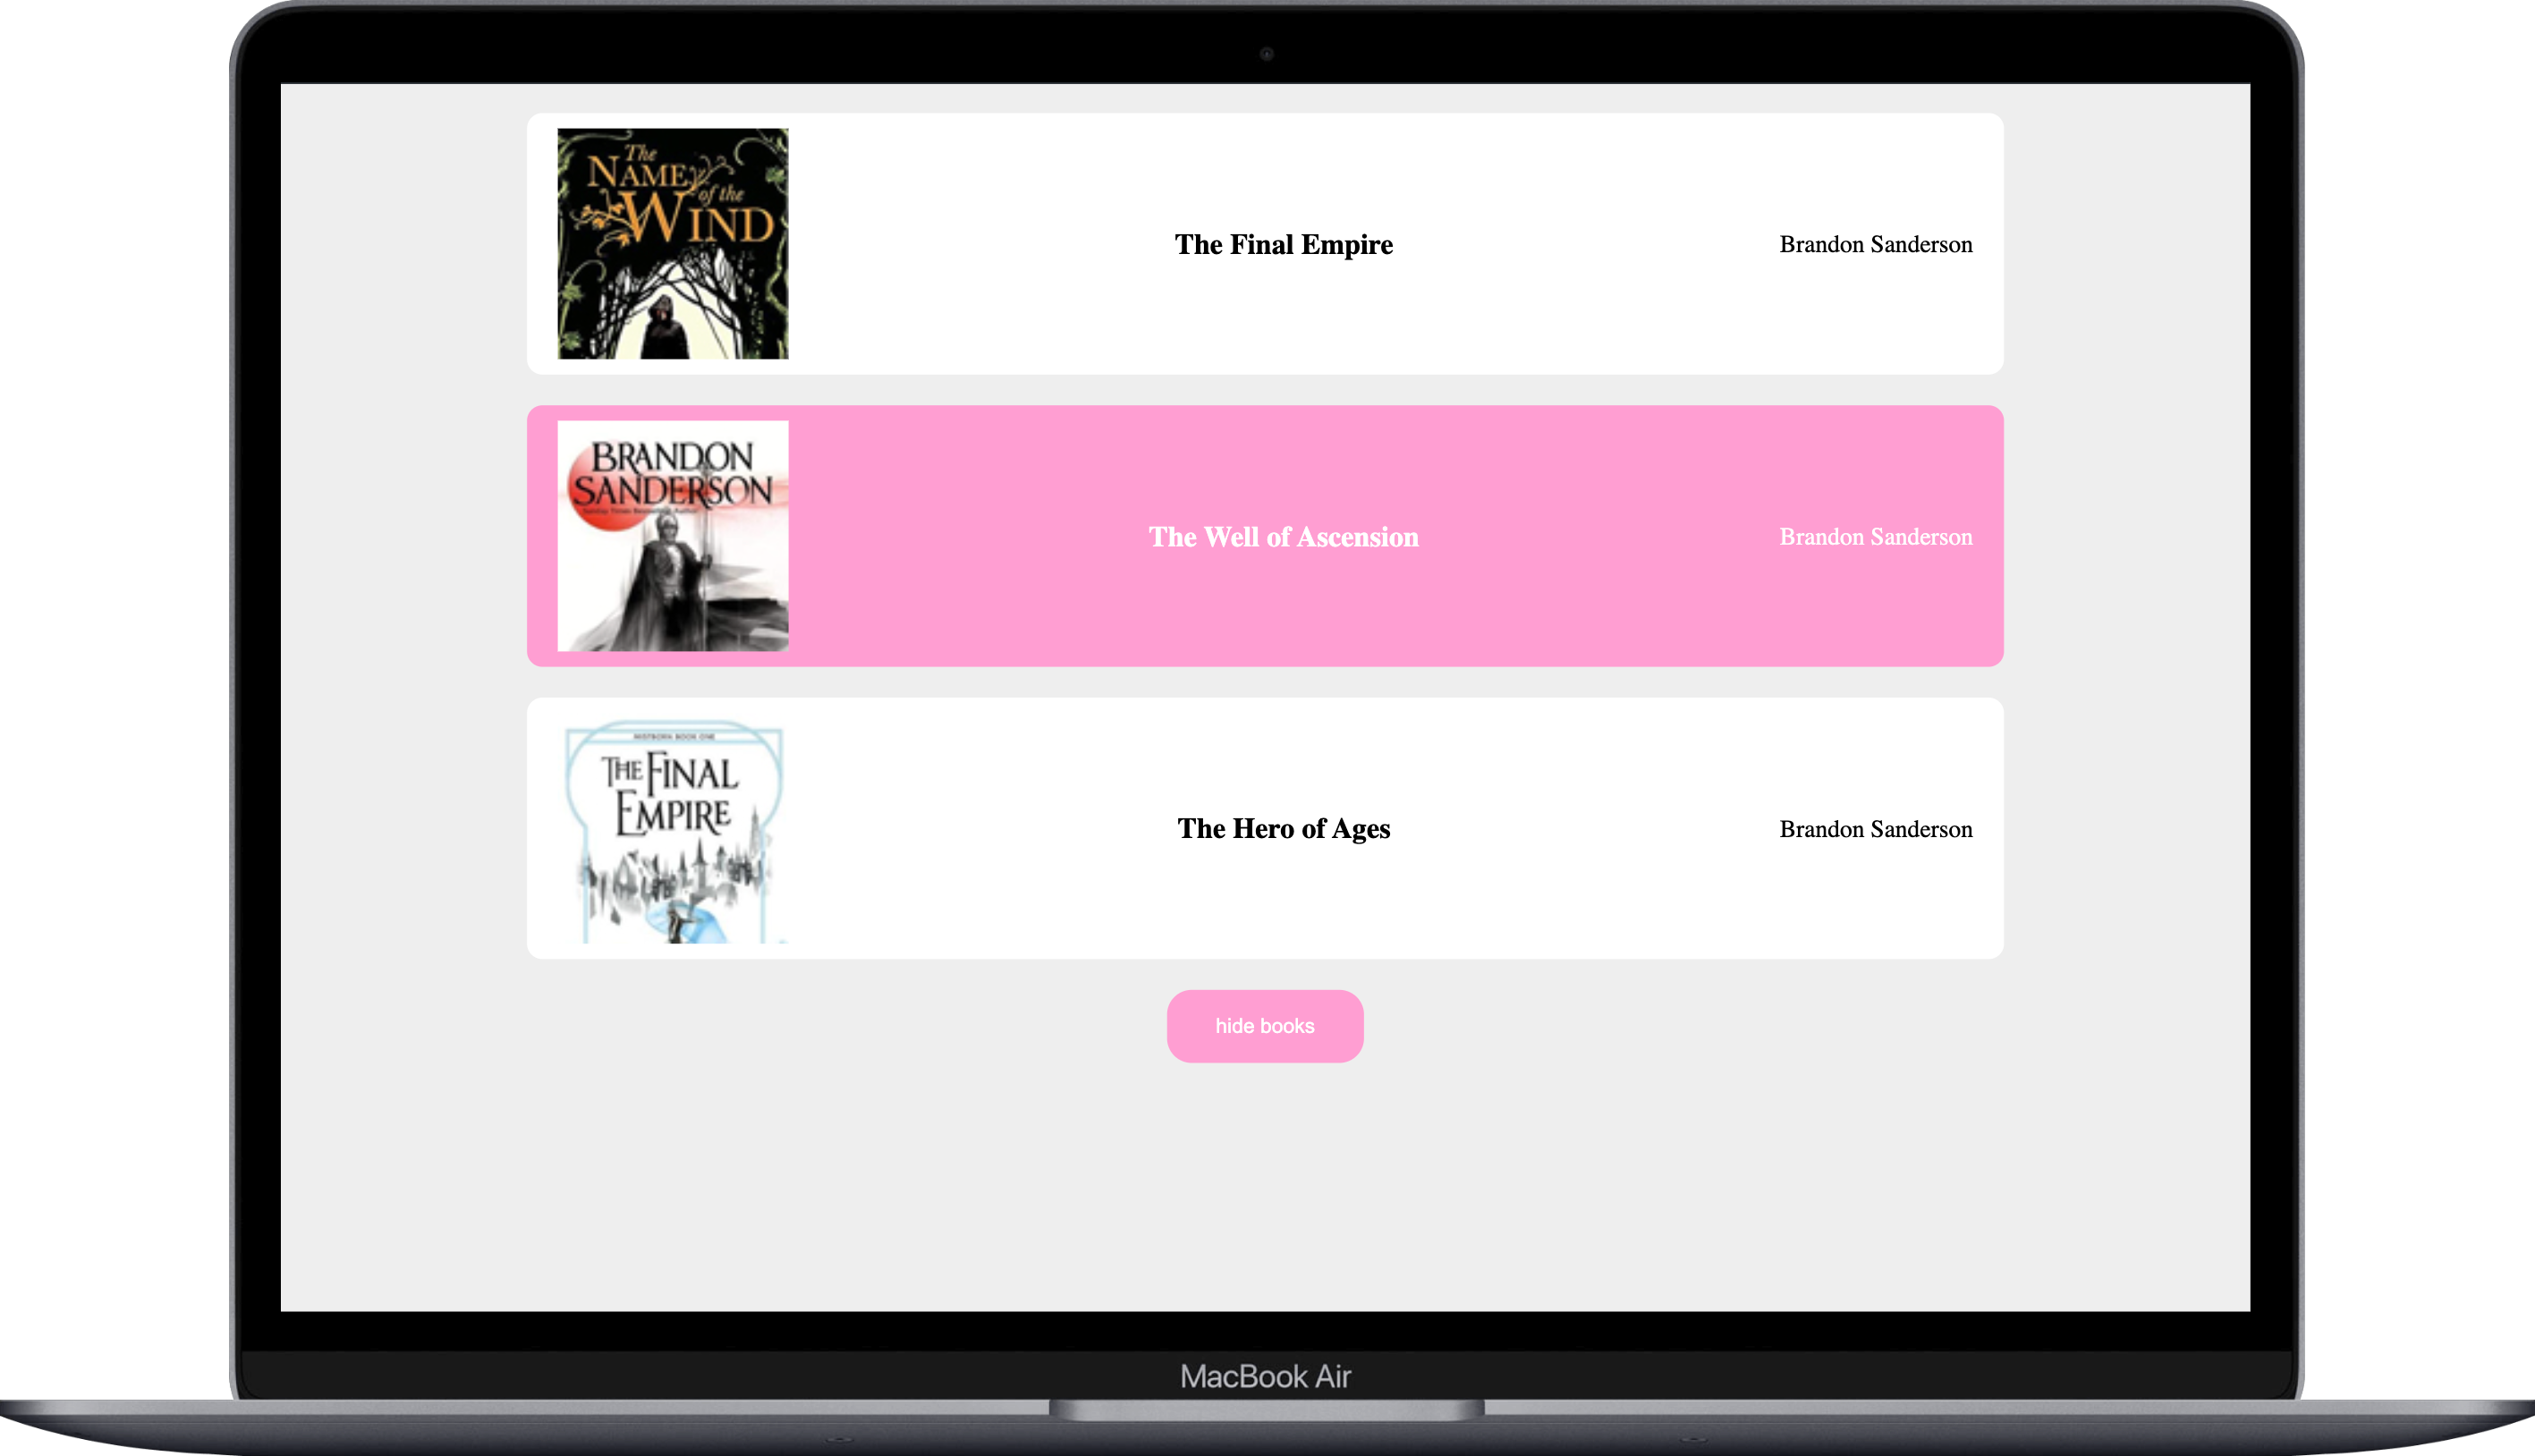 The
NAME
of the
WIND
The Final Empire
Brandon Sanderson
BRANDON
SANDERSON
The Well of Ascension
Brandon Sanderson
MISTBORN BOOK ONE
THE FINAL
EMPIRE
The Hero of Ages
Brandon Sanderson
hide books
MacBook Air